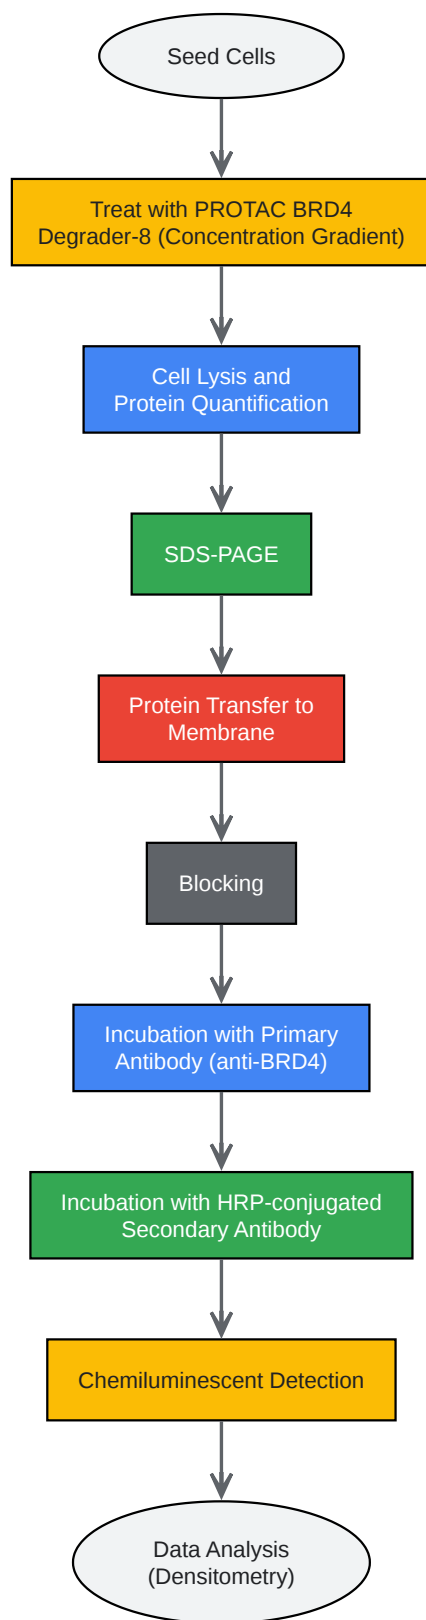 Seed Cells
Treat with PROTAC BRD4
Degrader-8 (Concentration Gradient)
Cell Lysis and
Protein Quantification
SDS-PAGE
Protein Transfer to
Membrane
Blocking
Incubation with Primary
Antibody (anti-BRD4)
Incubation with HRP-conjugated
Secondary Antibody
Chemiluminescent Detection
Data Analysis
(Densitometry)